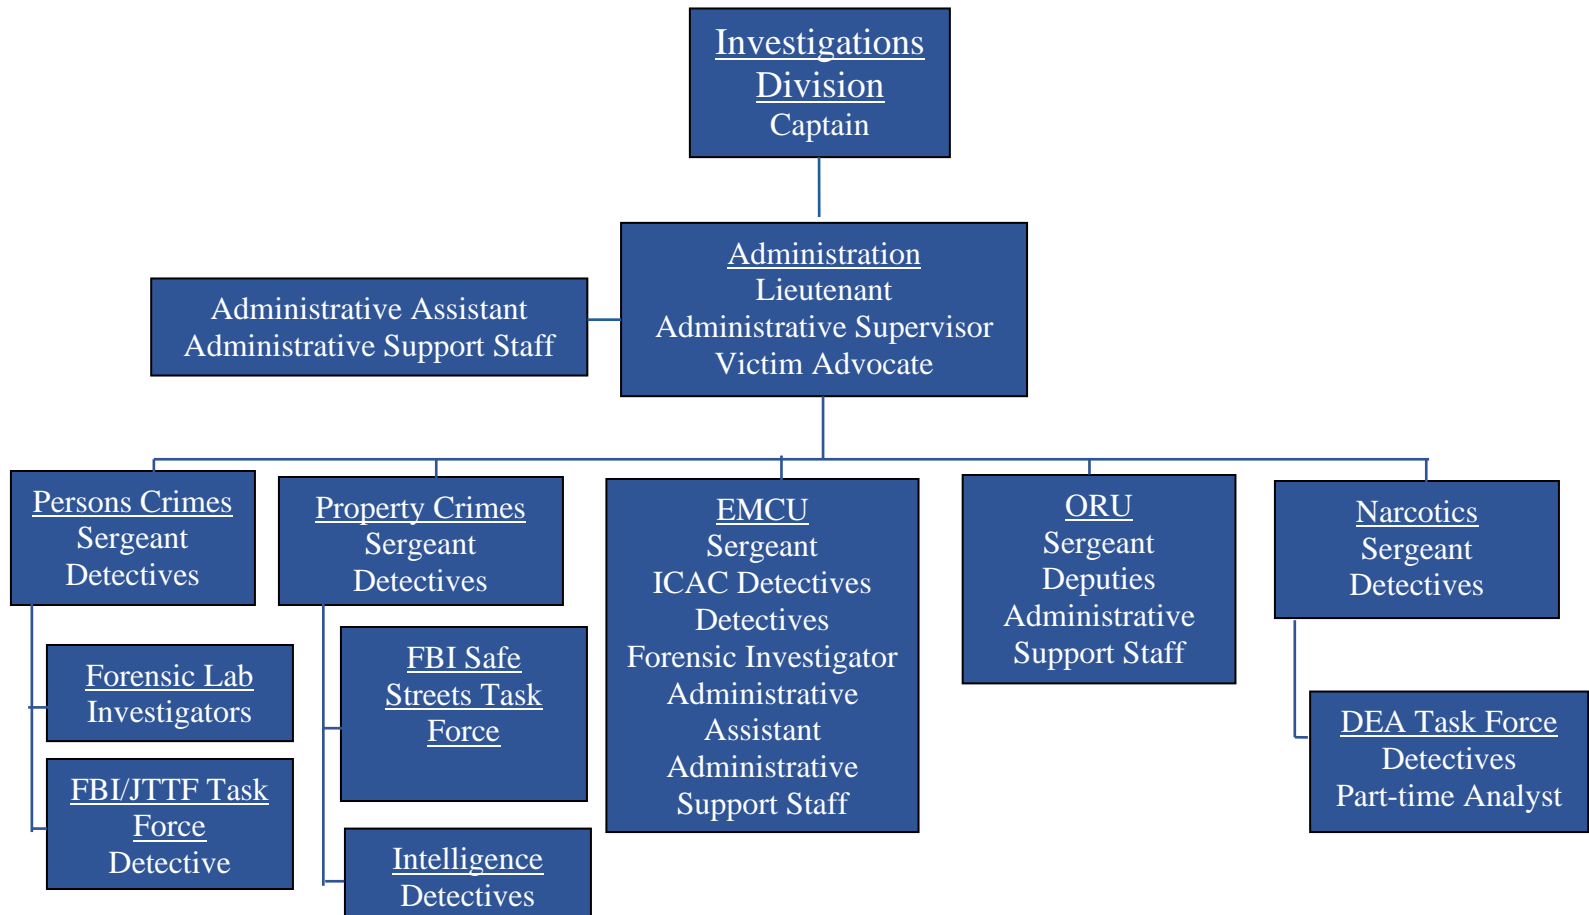 Investigations
Division
Captain
Administration
Lieutenant
Administrative Supervisor
Victim Advocate
Administrative Assistant
Administrative Support Staff
Persons Crimes
Sergeant
Detectives
Forensic Lab
Investigators
FBI/JTTF Task
Force
Detective
Property Crimes
Sergeant
Detectives
FBI Safe
Streets Task
Force
Intelligence
Detectives
EMCU
Sergeant
ICAC Detectives
Detectives
Forensic Investigator
Administrative
Assistant
Administrative
Support Staff
ORU
Sergeant
Deputies
Administrative
Support Staff
Narcotics
Sergeant
Detectives
DEA Task Force
Detectives
Part-time Analyst